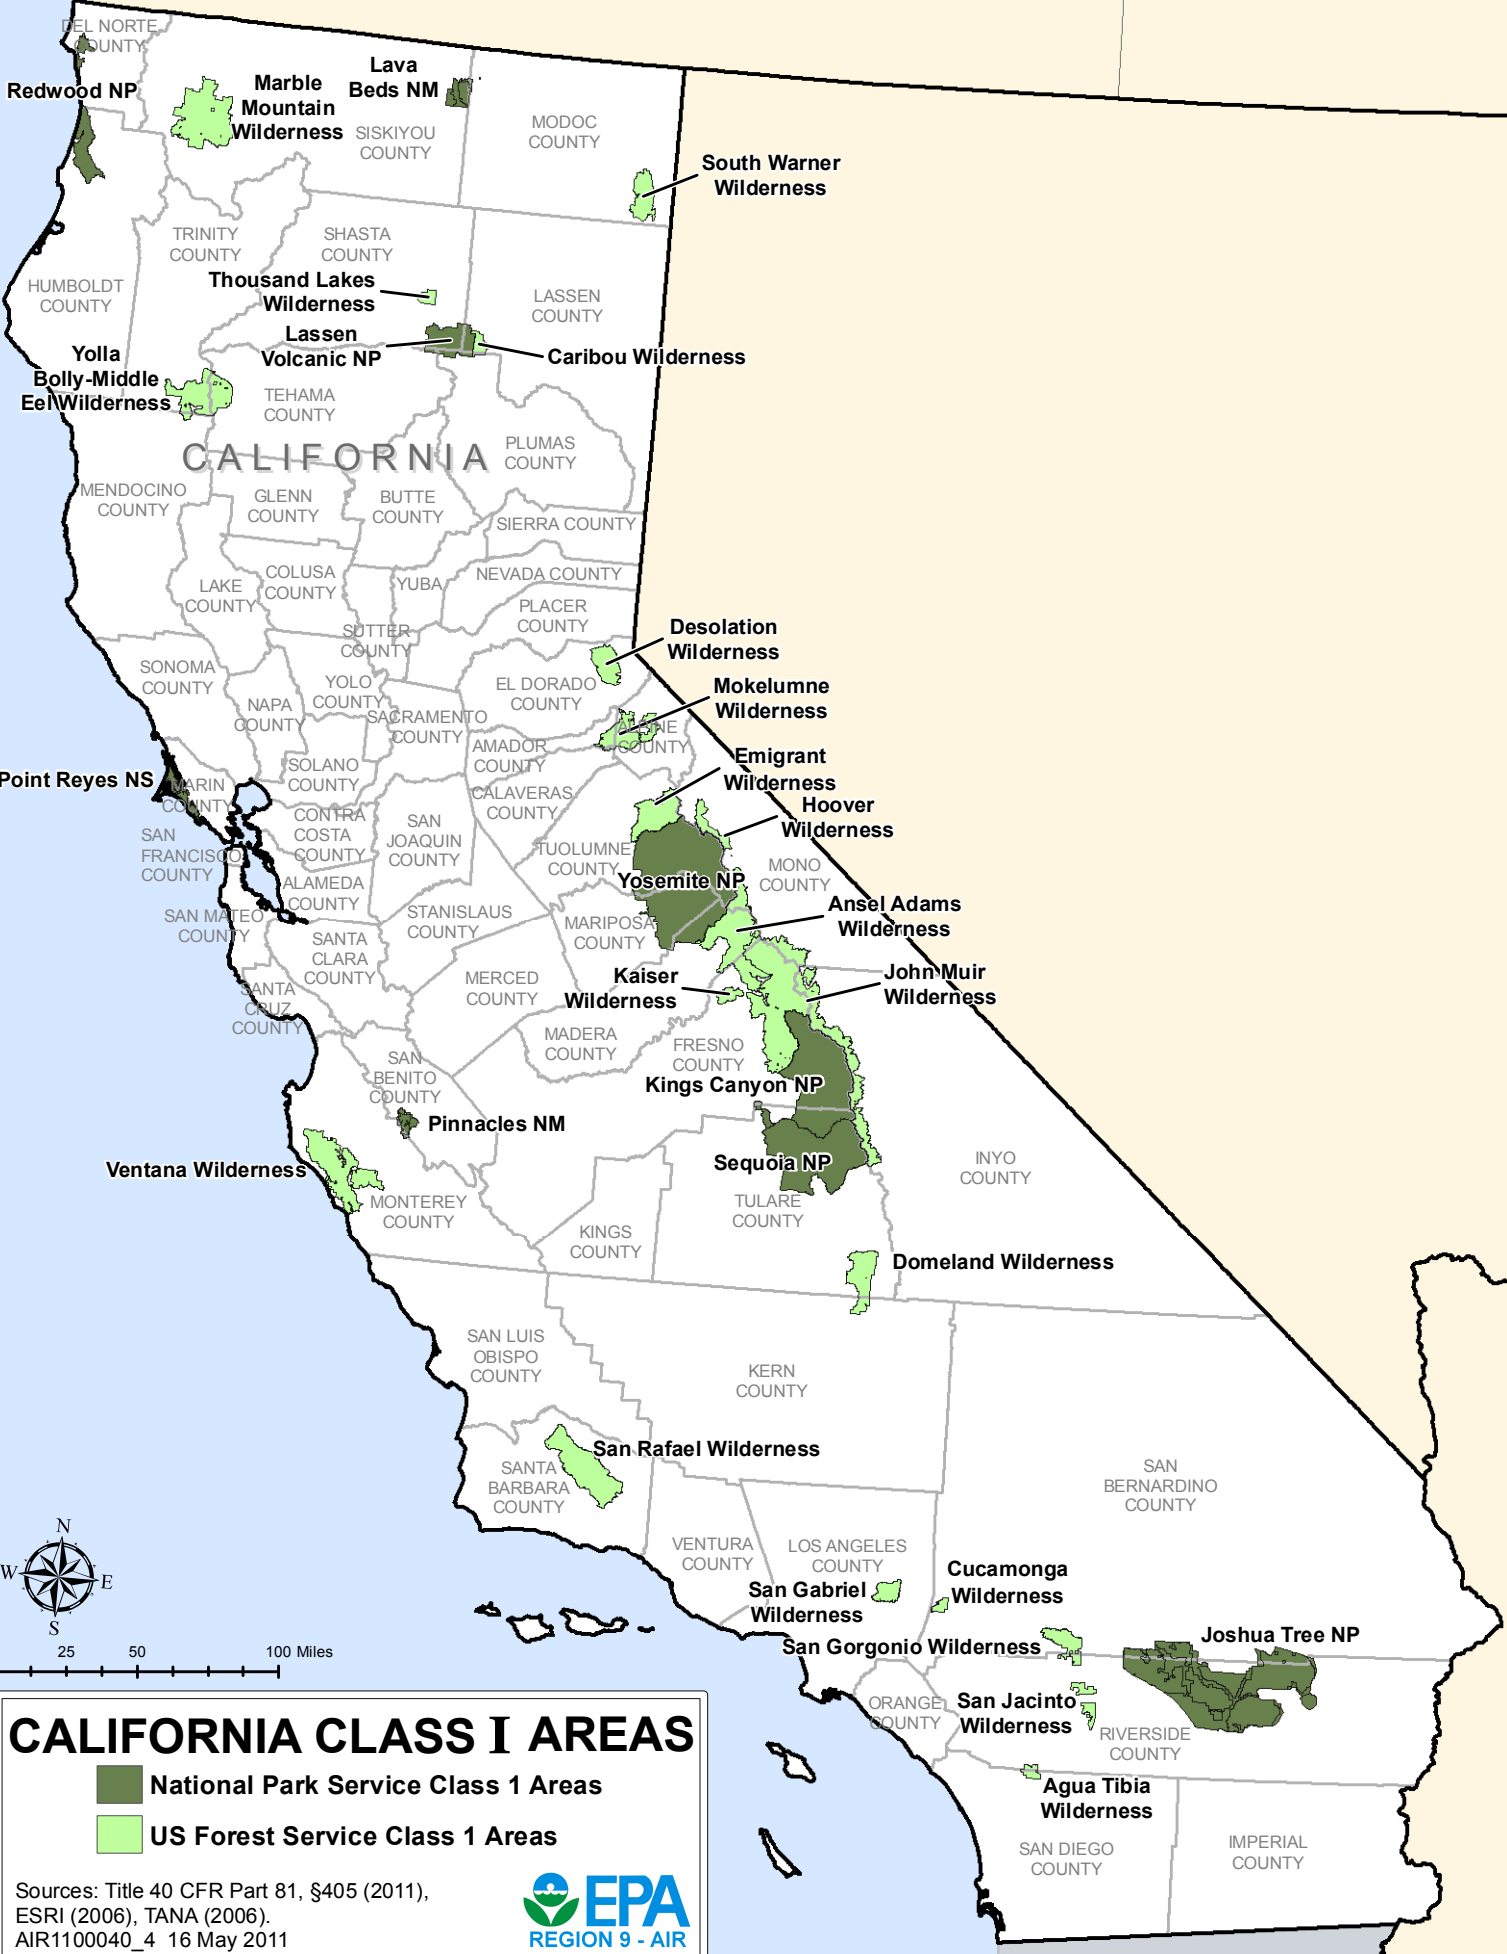 DEL NORTE
COUNTY
Redwood NP
Marble
Mountain
Wilderness
Lava
Beds NM
SISKIYOU
COUNTY
MODOC
COUNTY
South Warner
Wilderness
TRINITY
COUNTY
SHASTA
COUNTY
HUMBOLDT
COUNTY
Thousand Lakes
Wilderness
LASSEN
COUNTY
Lassen
Volcanic NP
Caribou Wilderness
Yolla
Bolly-Middle
Eel Wilderness
TEHAMA
COUNTY
PLUMAS
COUNTY
CALIFORNIA
MENDOCINO
COUNTY
GLENN
COUNTY
BUTTE
COUNTY
SIERRA COUNTY
LAKE
COUNTY
COLUSA
COUNTY
YUBA
NEVADA COUNTY
PLACER
COUNTY
SUTTER
COUNTY
Desolation
Wilderness
SONOMA
COUNTY
NAPA
COUNTY
YOLO
COUNTY
EL DORADO
COUNTY
SACRAMENTO
COUNTY
Mokelumne
Wilderness
ALPINE
COUNTY
AMADOR
COUNTY
SOLANO
COUNTY
CALAVERAS
COUNTY
Emigrant
Wilderness
Hoover
Wilderness
Point Reyes NS
MARIN
COUNTY
CONTRA
COSTA
COUNTY
SAN
JOAQUIN
COUNTY
SAN
FRANCISCO
COUNTY
TUOLUMNE
COUNTY
Yosemite NP
MONO
COUNTY
ALAMEDA
COUNTY
SAN MATEO
COUNTY
STANISLAUS
COUNTY
MARIPOSA
COUNTY
Ansel Adams
Wilderness
SANTA
CLARA
COUNTY
MERCED
COUNTY
Kaiser
Wilderness
John Muir
Wilderness
SANTA
CRUZ
COUNTY
MADERA
COUNTY
FRESNO
COUNTY
SAN
BENITO
COUNTY
Kings Canyon NP
Pinnacles NM
Ventana Wilderness
Sequoia NP
INYO
COUNTY
MONTEREY
COUNTY
TULARE
COUNTY
KINGS
COUNTY
Domeland Wilderness
SAN LUIS
OBISPO
COUNTY
KERN
COUNTY
San Rafael Wilderness
SANTA
BARBARA
COUNTY
SAN
BERNARDINO
COUNTY
VENTURA
COUNTY
LOS ANGELES
COUNTY
San Gabriel
Wilderness
Cucamonga
Wilderness
San Gorgonio Wilderness
Joshua Tree NP
ORANGE
COUNTY
San Jacinto
Wilderness
RIVERSIDE
COUNTY
Agua Tibia
Wilderness
SAN DIEGO
COUNTY
IMPERIAL
COUNTY
N
W
E
S
25 50 100 Miles
CALIFORNIA CLASS I AREAS
National Park Service Class 1 Areas
US Forest Service Class 1 Areas
Sources: Title 40 CFR Part 81, §405 (2011),
ESRI (2006), TANA (2006).
AIR1100040_4 16 May 2011
EPA
REGION 9 - AIR